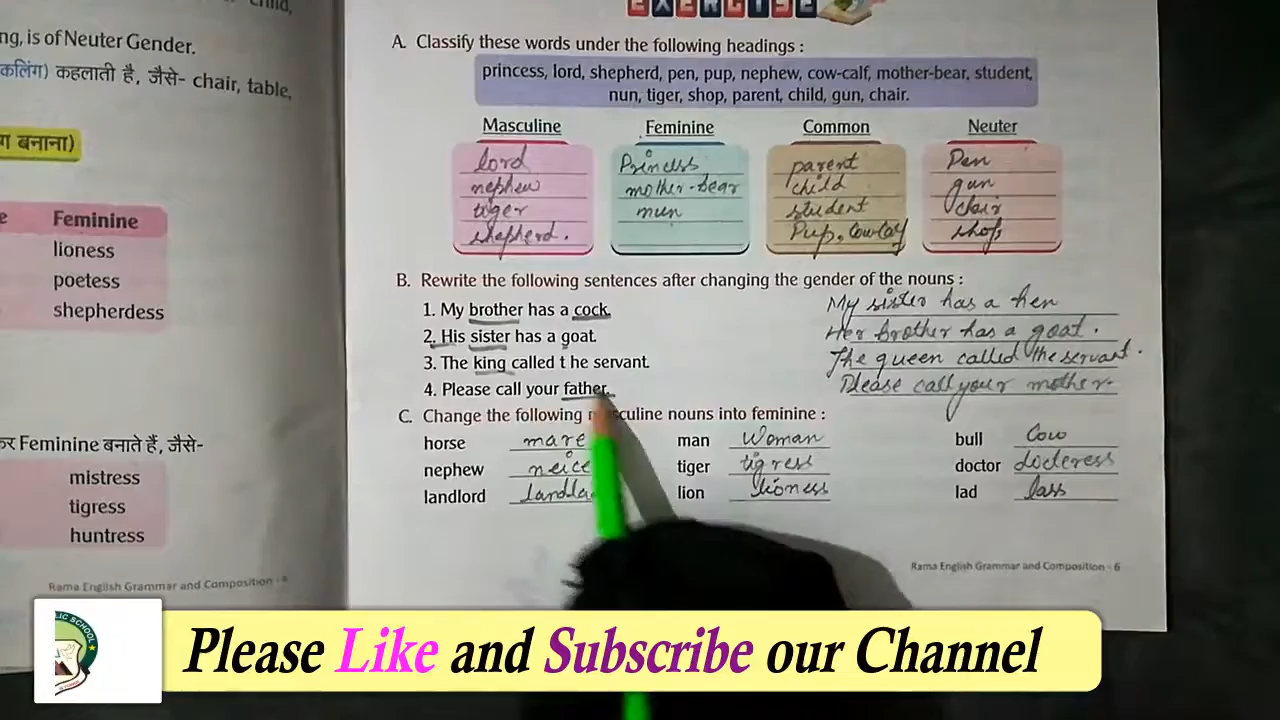 child,
ng, is of Neuter Gender.
कलिंग) कहलाती है, जैसे- chair, table,
ग बनाना)
e Feminine
lioness
poetess
shepherdess
कर Feminine बनाते हैं, जैसे-
mistress
tigress
huntress
Rama English Grammar and Composition -
EXERCISE
A. Classify these words under the following headings :
princess, lord, shepherd, pen, pup, nephew, cow-calf, mother-bear, student,
nun, tiger, shop, parent, child, gun, chair.
Masculine Feminine Common Neuter
lord Princess parent Pen
nephew mother-bear child gun
tiger nun student chair
shepherd. Pup, Cow-calf shop
B. Rewrite the following sentences after changing the gender of the nouns :
1. My brother has a cock. My sister has a hen
2. His sister has a goat. Her brother has a goat.
3. The king called t he servant. The queen called the servant.
4. Please call your father. Please call your mother.
C. Change the following masculine nouns into feminine :
horse mare man Woman bull Cow
nephew neice tiger tigress doctor docteress
landlord landla lion lioness lad lass
Rama English Grammar and Composition - 6
LIC SCHOOL
Please Like and Subscribe our Channel